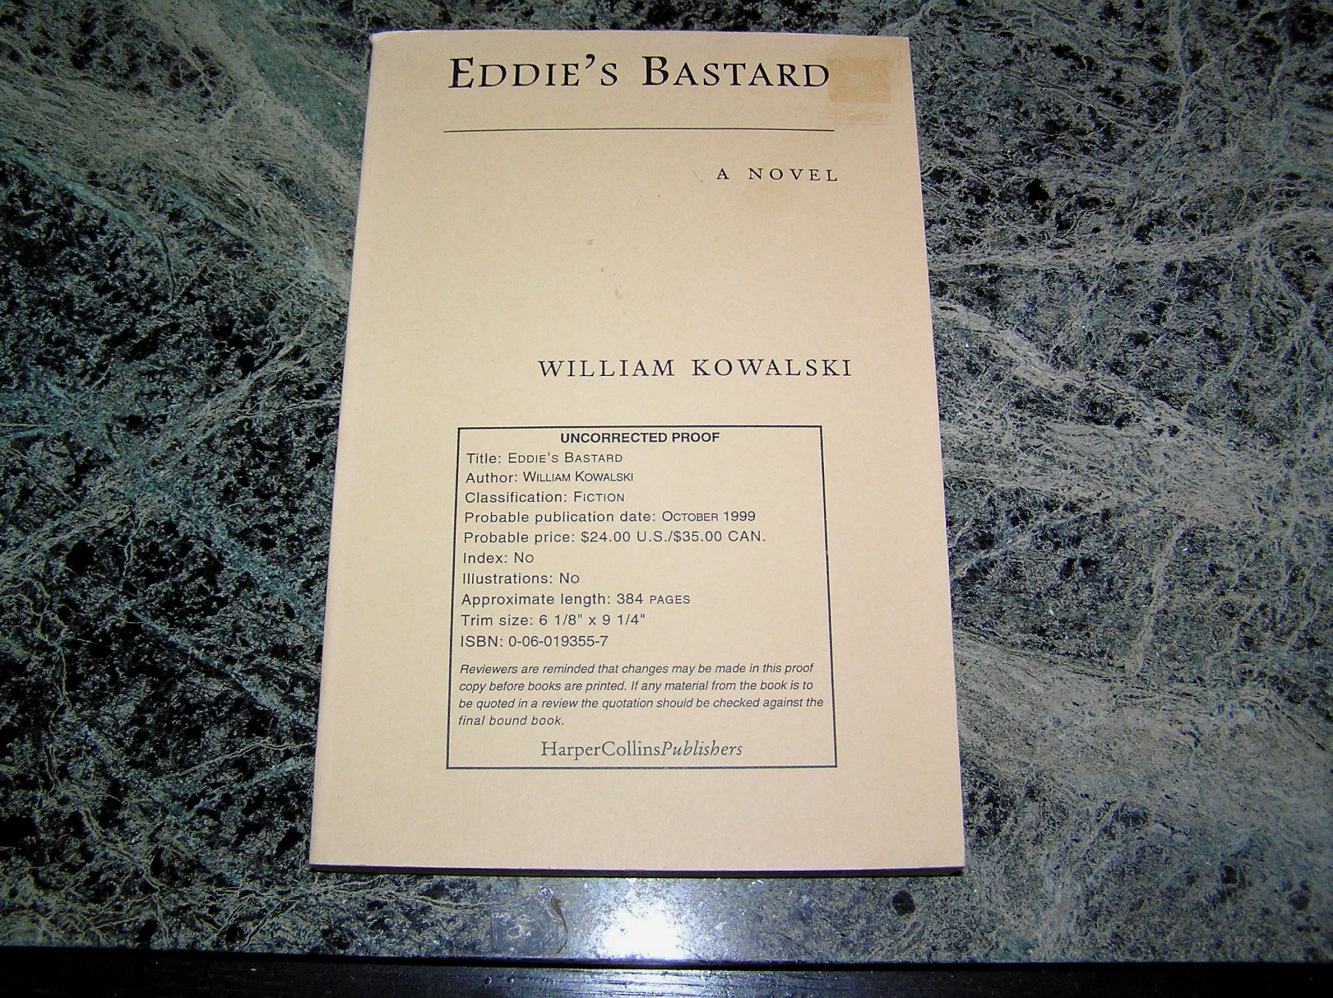 EDDIE'S BASTARD
A NOVEL
WILLIAM KOWALSKI
UNCORRECTED PROOF
Title: EDDIE'S BASTARD
Author: WILLIAM KOWALSKI
Classification: FICTION
Probable publication date: OCTOBER 1999
Probable price: $24.00 U.S./$35.00 CAN.
Index: No
Illustrations: No
Approximate length: 384 PAGES
Trim size: 6 1/8" x 9 1/4"
ISBN: 0-06-019355-7
Reviewers are reminded that changes may be made in this proof
copy before books are printed. If any material from the book is to
be quoted in a review the quotation should be checked against the
final bound book.
HarperCollinsPublishers